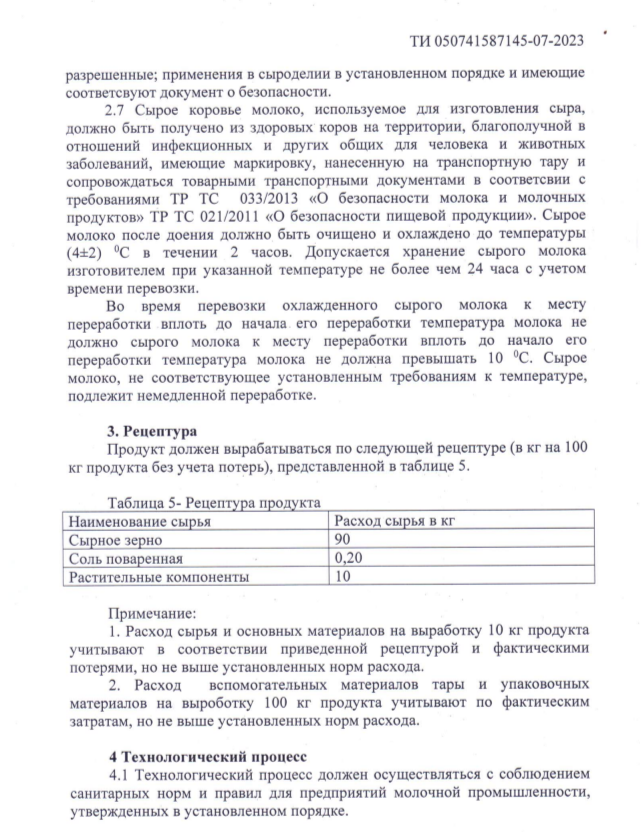 ТИ 050741587145-07-2023
разрешенные; применения в сыроделии в установленном порядке и имеющие
соответсвуют документ о безопасности.
2.7 Сырое коровье молоко, используемое для изготовления сыра,
должно быть получено из здоровых коров на территории, благополучной в
отношений инфекционных и других общих для человека и животных
заболеваний, имеющие маркировку, нанесенную на транспортную тару и
сопровождаться товарными транспортными документами в соответсвии с
требованиями ТР ТС 033/2013 «О безопасности молока и молочных
продуктов» ТР ТС 021/2011 «О безопасности пищевой продукции». Сырое
молоко после доения должно быть очищено и охлаждено до температуры
(4±2) ⁰С в течении 2 часов. Допускается хранение сырого молока
изготовителем при указанной температуре не более чем 24 часа с учетом
времени перевозки.
Во время перевозки охлажденного сырого молока к месту
переработки вплоть до начала его переработки температура молока не
должно сырого молока к месту переработки вплоть до начало его
переработки температура молока не должна превышать 10 ⁰С. Сырое
молоко, не соответствующее установленным требованиям к температуре,
подлежит немедленной переработке.
3. Рецептура
Продукт должен вырабатываться по следующей рецептуре (в кг на 100
кг продукта без учета потерь), представленной в таблице 5.
Таблица 5- Рецептура продукта
Наименование сырья Расход сырья в кг
Сырное зерно 90
Соль поваренная 0,20
Растительные компоненты 10
Примечание:
1. Расход сырья и основных материалов на выработку 10 кг продукта
учитывают в соответствии приведенной рецептурой и фактическими
потерями, но не выше установленных норм расхода.
2. Расход вспомогательных материалов тары и упаковочных
материалов на выроботку 100 кг продукта учитывают по фактическим
затратам, но не выше установленных норм расхода.
4 Технологический процесс
4.1 Технологический процесс должен осуществляться с соблюдением
санитарных норм и правил для предприятий молочной промышленности,
утвержденных в установленном порядке.